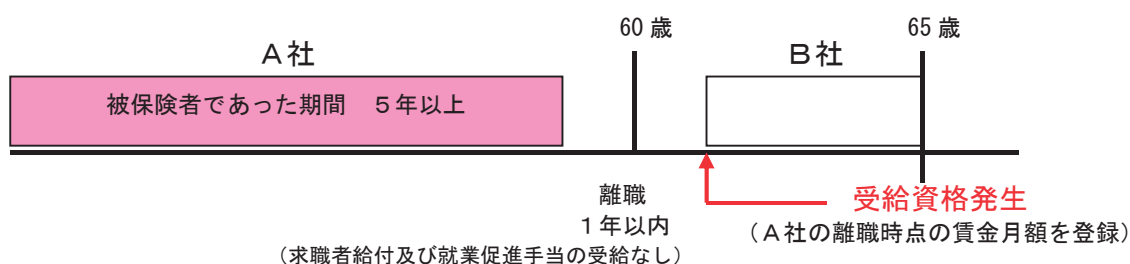 60 歳
65 歳
A社
B社
被保険者であった期間　5年以上
離職
1年以内
（求職者給付及び就業促進手当の受給なし）
受給資格発生
（A社の離職時点の賃金月額を登録）